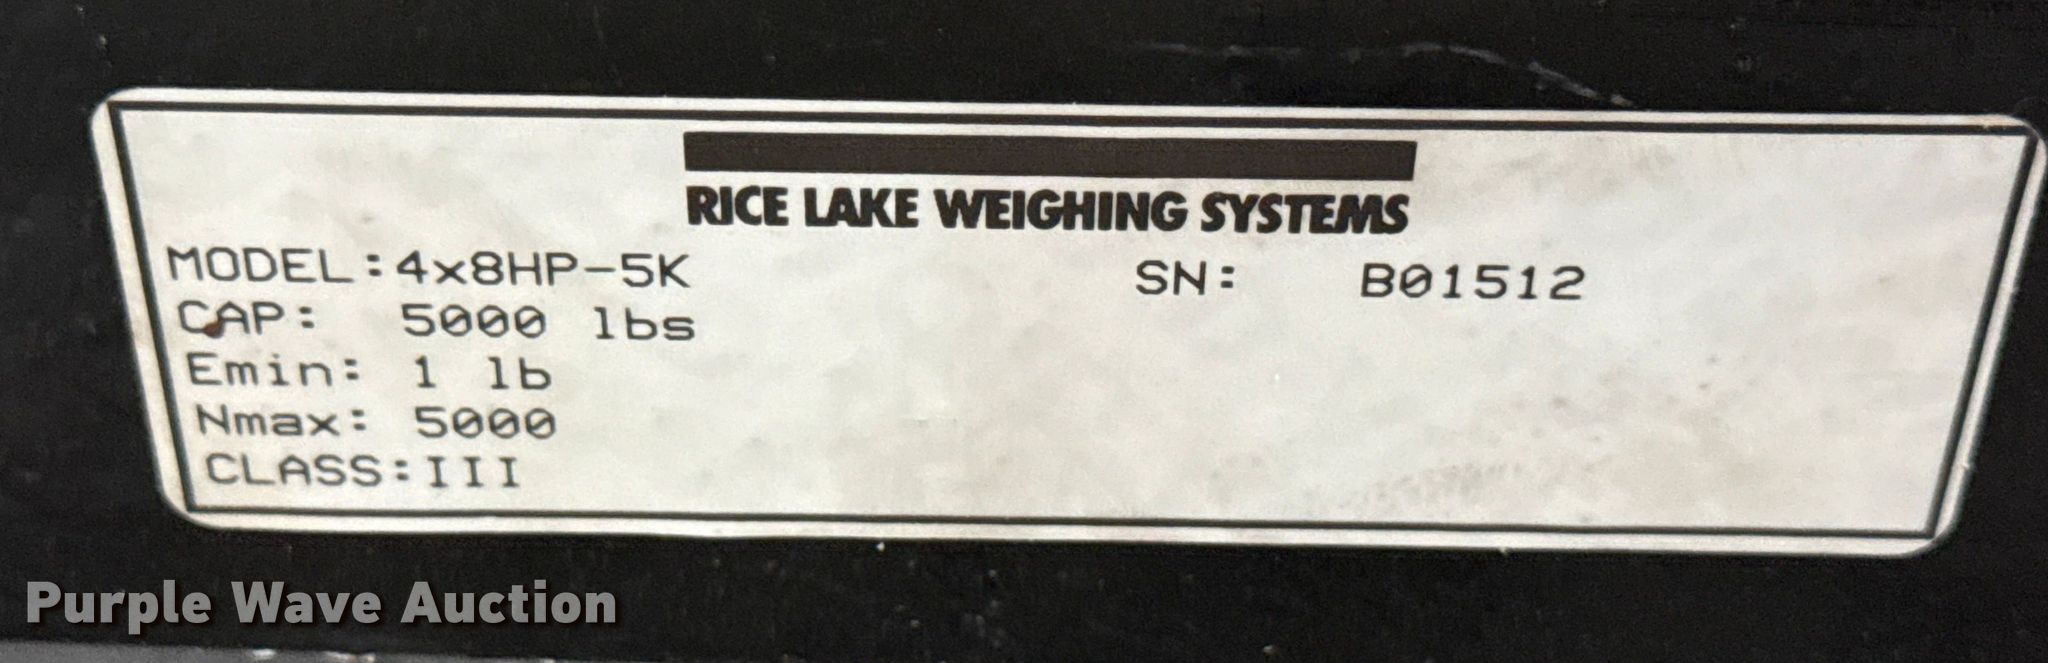 RICE LAKE WEIGHING SYSTEMS
MODEL:4x8HP-5K SN: B01512
CAP: 5000 lbs
Emin: 1 lb
Nmax: 5000
CLASS:III
Purple Wave Auction